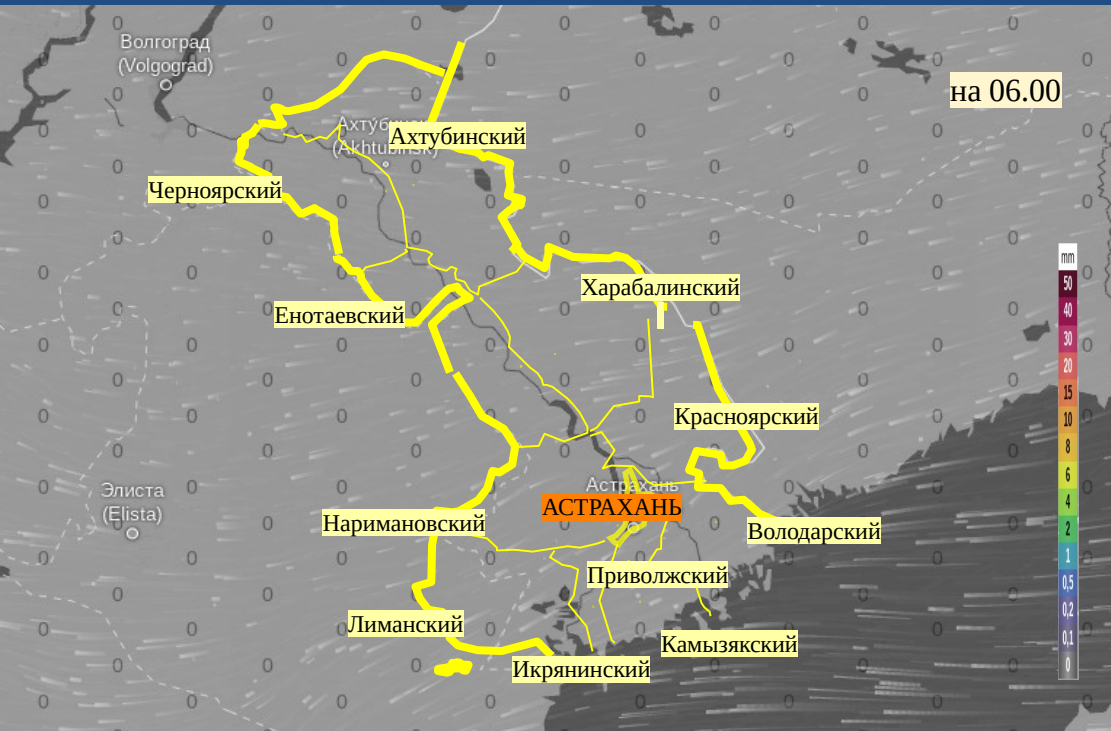 Волгоград
(Volgograd)
на 06.00
Ахтубинский
(Akhtubinsk)
Черноярский
Харабалинский
Енотаевский
Красноярский
Астрахань
Элиста
(Elista)
АСТРАХАНЬ
Наримановский
Володарский
Приволжский
Лиманский
Камызякский
Икрянинский
mm
50
40
30
20
15
10
8
6
4
2
1
0,5
0,2
0,1
0